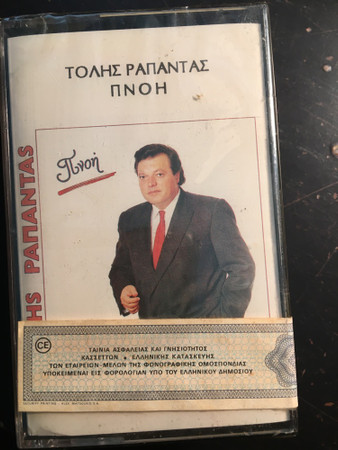 ΤΟΛΗΣ ΡΑΠΑΝΤΑΣ
ΠΝΟΗ
Πνοή
ΗΣ ΡΑΠΑΝΤΑΣ
CE
ΤΑΙΝΙΑ ΑΣΦΑΛΕΙΑΣ ΚΑΙ ΓΝΗΣΙΟΤΗΤΟΣ
ΚΑΣΣΕΤΤΩΝ ● ΕΛΛΗΝΙΚΗΣ ΚΑΤΑΣΚΕΥΗΣ
ΤΩΝ ΕΤΑΙΡΕΙΩΝ-ΜΕΛΩΝ ΤΗΣ ΦΩΝΟΓΡΑΦΙΚΗΣ ΟΜΟΣΠΟΝΔΙΑΣ
ΥΠΟΚΕΙΜΕΝΑΙ ΕΙΣ ΦΟΡΟΛΟΓΙΑΝ ΥΠΟ ΤΟΥ ΕΛΛΗΝΙΚΟΥ ΔΗΜΟΣΙΟΥ